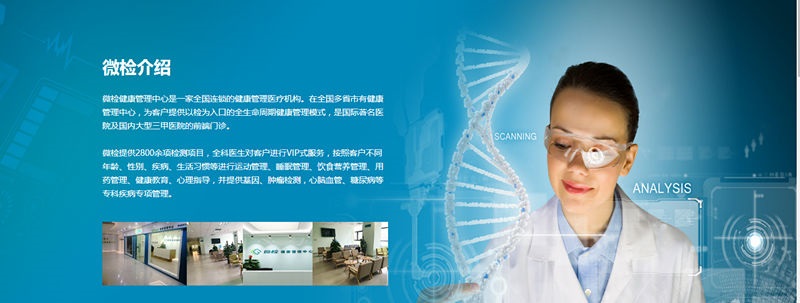 微检介绍
微检健康管理中心是一家全国连锁的健康管理医疗机构。在全国多省市有健康
管理中心，为客户提供以检为入口的全生命周期健康管理模式，是国际著名医
院及国内大型三甲医院的前端门诊。
微检提供2800余项检测项目，全科医生对客户进行VIP式服务，按照客户不同
年龄、性别、疾病、生活习惯等进行运动管理、睡眠管理、饮食营养管理、用
药管理、健康教育、心理指导，并提供基因、肿瘤检测，心脑血管、糖尿病等
专科疾病专项管理。
SCANNING
ANALYSIS